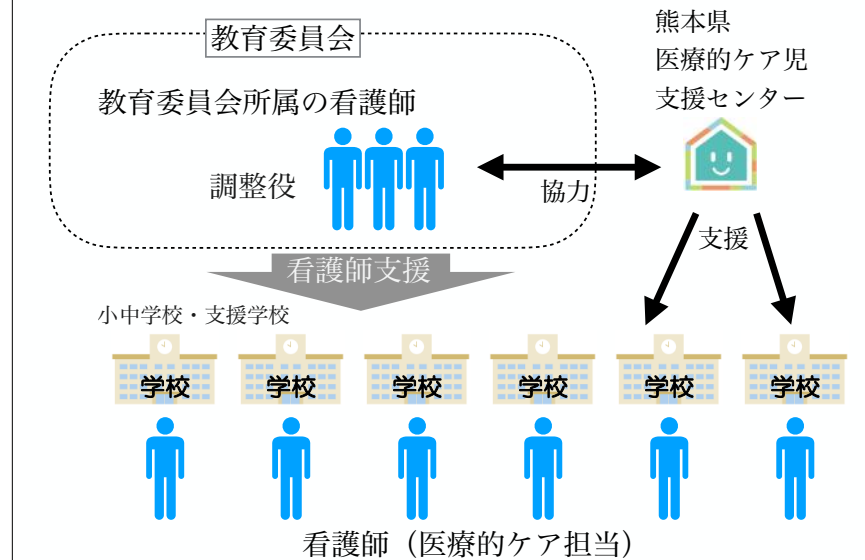 教育委員会
熊本県
医療的ケア児
支援センター
教育委員会所属の看護師
調整役
協力
支援
看護師支援
小中学校・支援学校
学校
学校
学校
学校
学校
学校
看護師（医療的ケア担当）